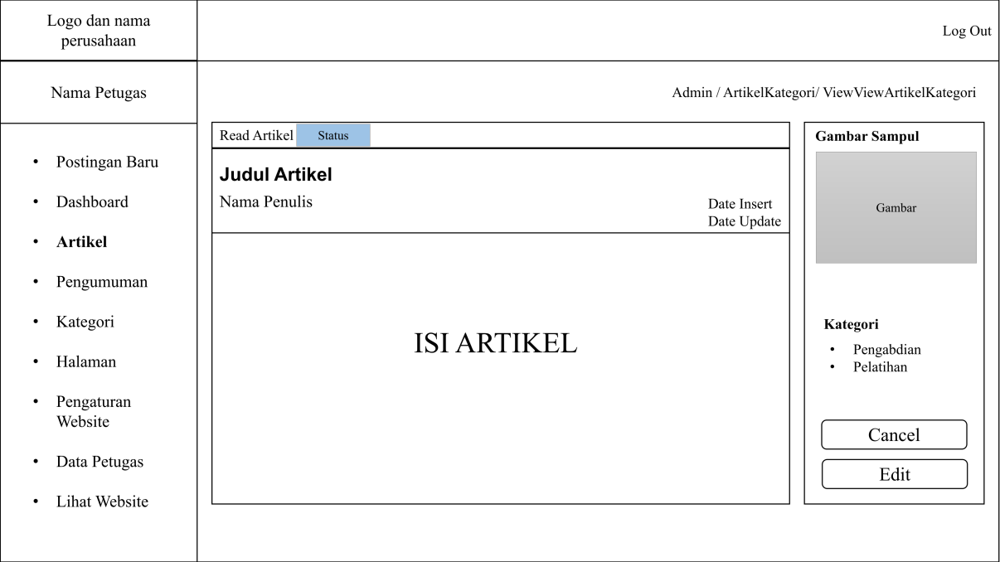 Logo dan nama
perusahaan
Log Out
Nama Petugas
Admin / ArtikelKategori/ ViewViewArtikelKategori
• Postingan Baru
• Dashboard
• Artikel
• Pengumuman
• Kategori
• Halaman
• Pengaturan
Website
• Data Petugas
• Lihat Website
Read Artikel Status
Judul Artikel
Nama Penulis
Date Insert
Date Update
ISI ARTIKEL
Gambar Sampul
Gambar
Kategori
• Pengabdian
• Pelatihan
Cancel
Edit